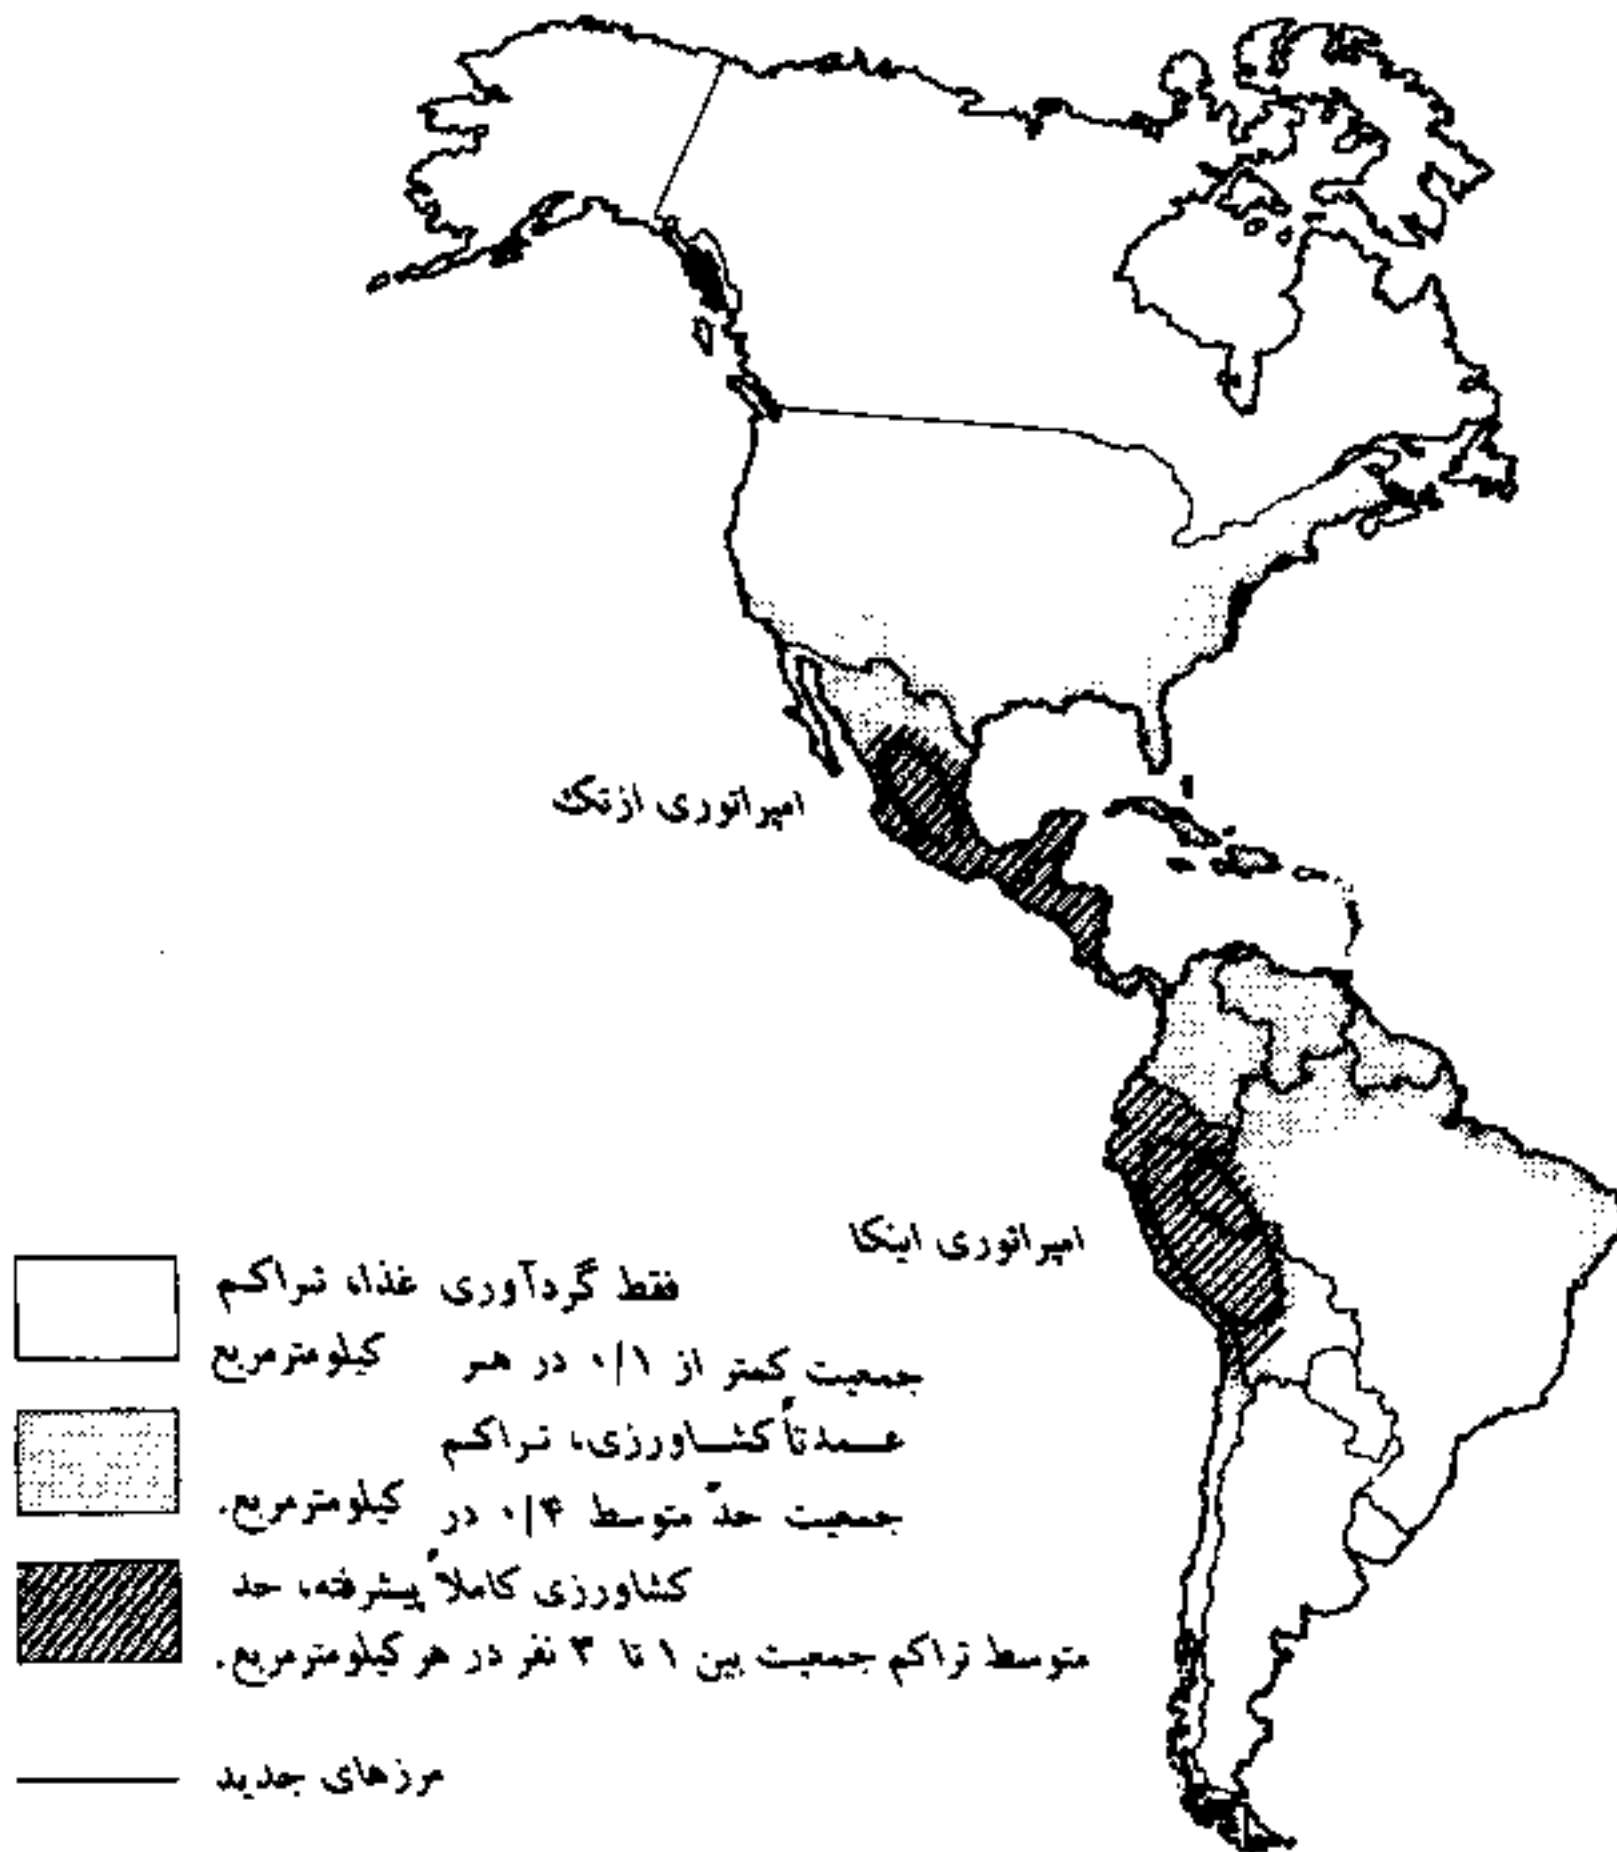 امپراتوری ازتک
امپراتوری اینکا
فقط گردآوری غذا، تراکم
جمعیت کمتر از ۰/۱ در هر کیلومترمربع
عمدتاً کشاورزی، تراکم
جمعیت حدّ متوسط ۰/۴ در کیلومترمربع.
کشاورزی کاملاً پیشرفته، حد
متوسط تراکم جمعیت بین ۱ تا ۳ نفر در هر کیلومترمربع.
مرزهای جدید